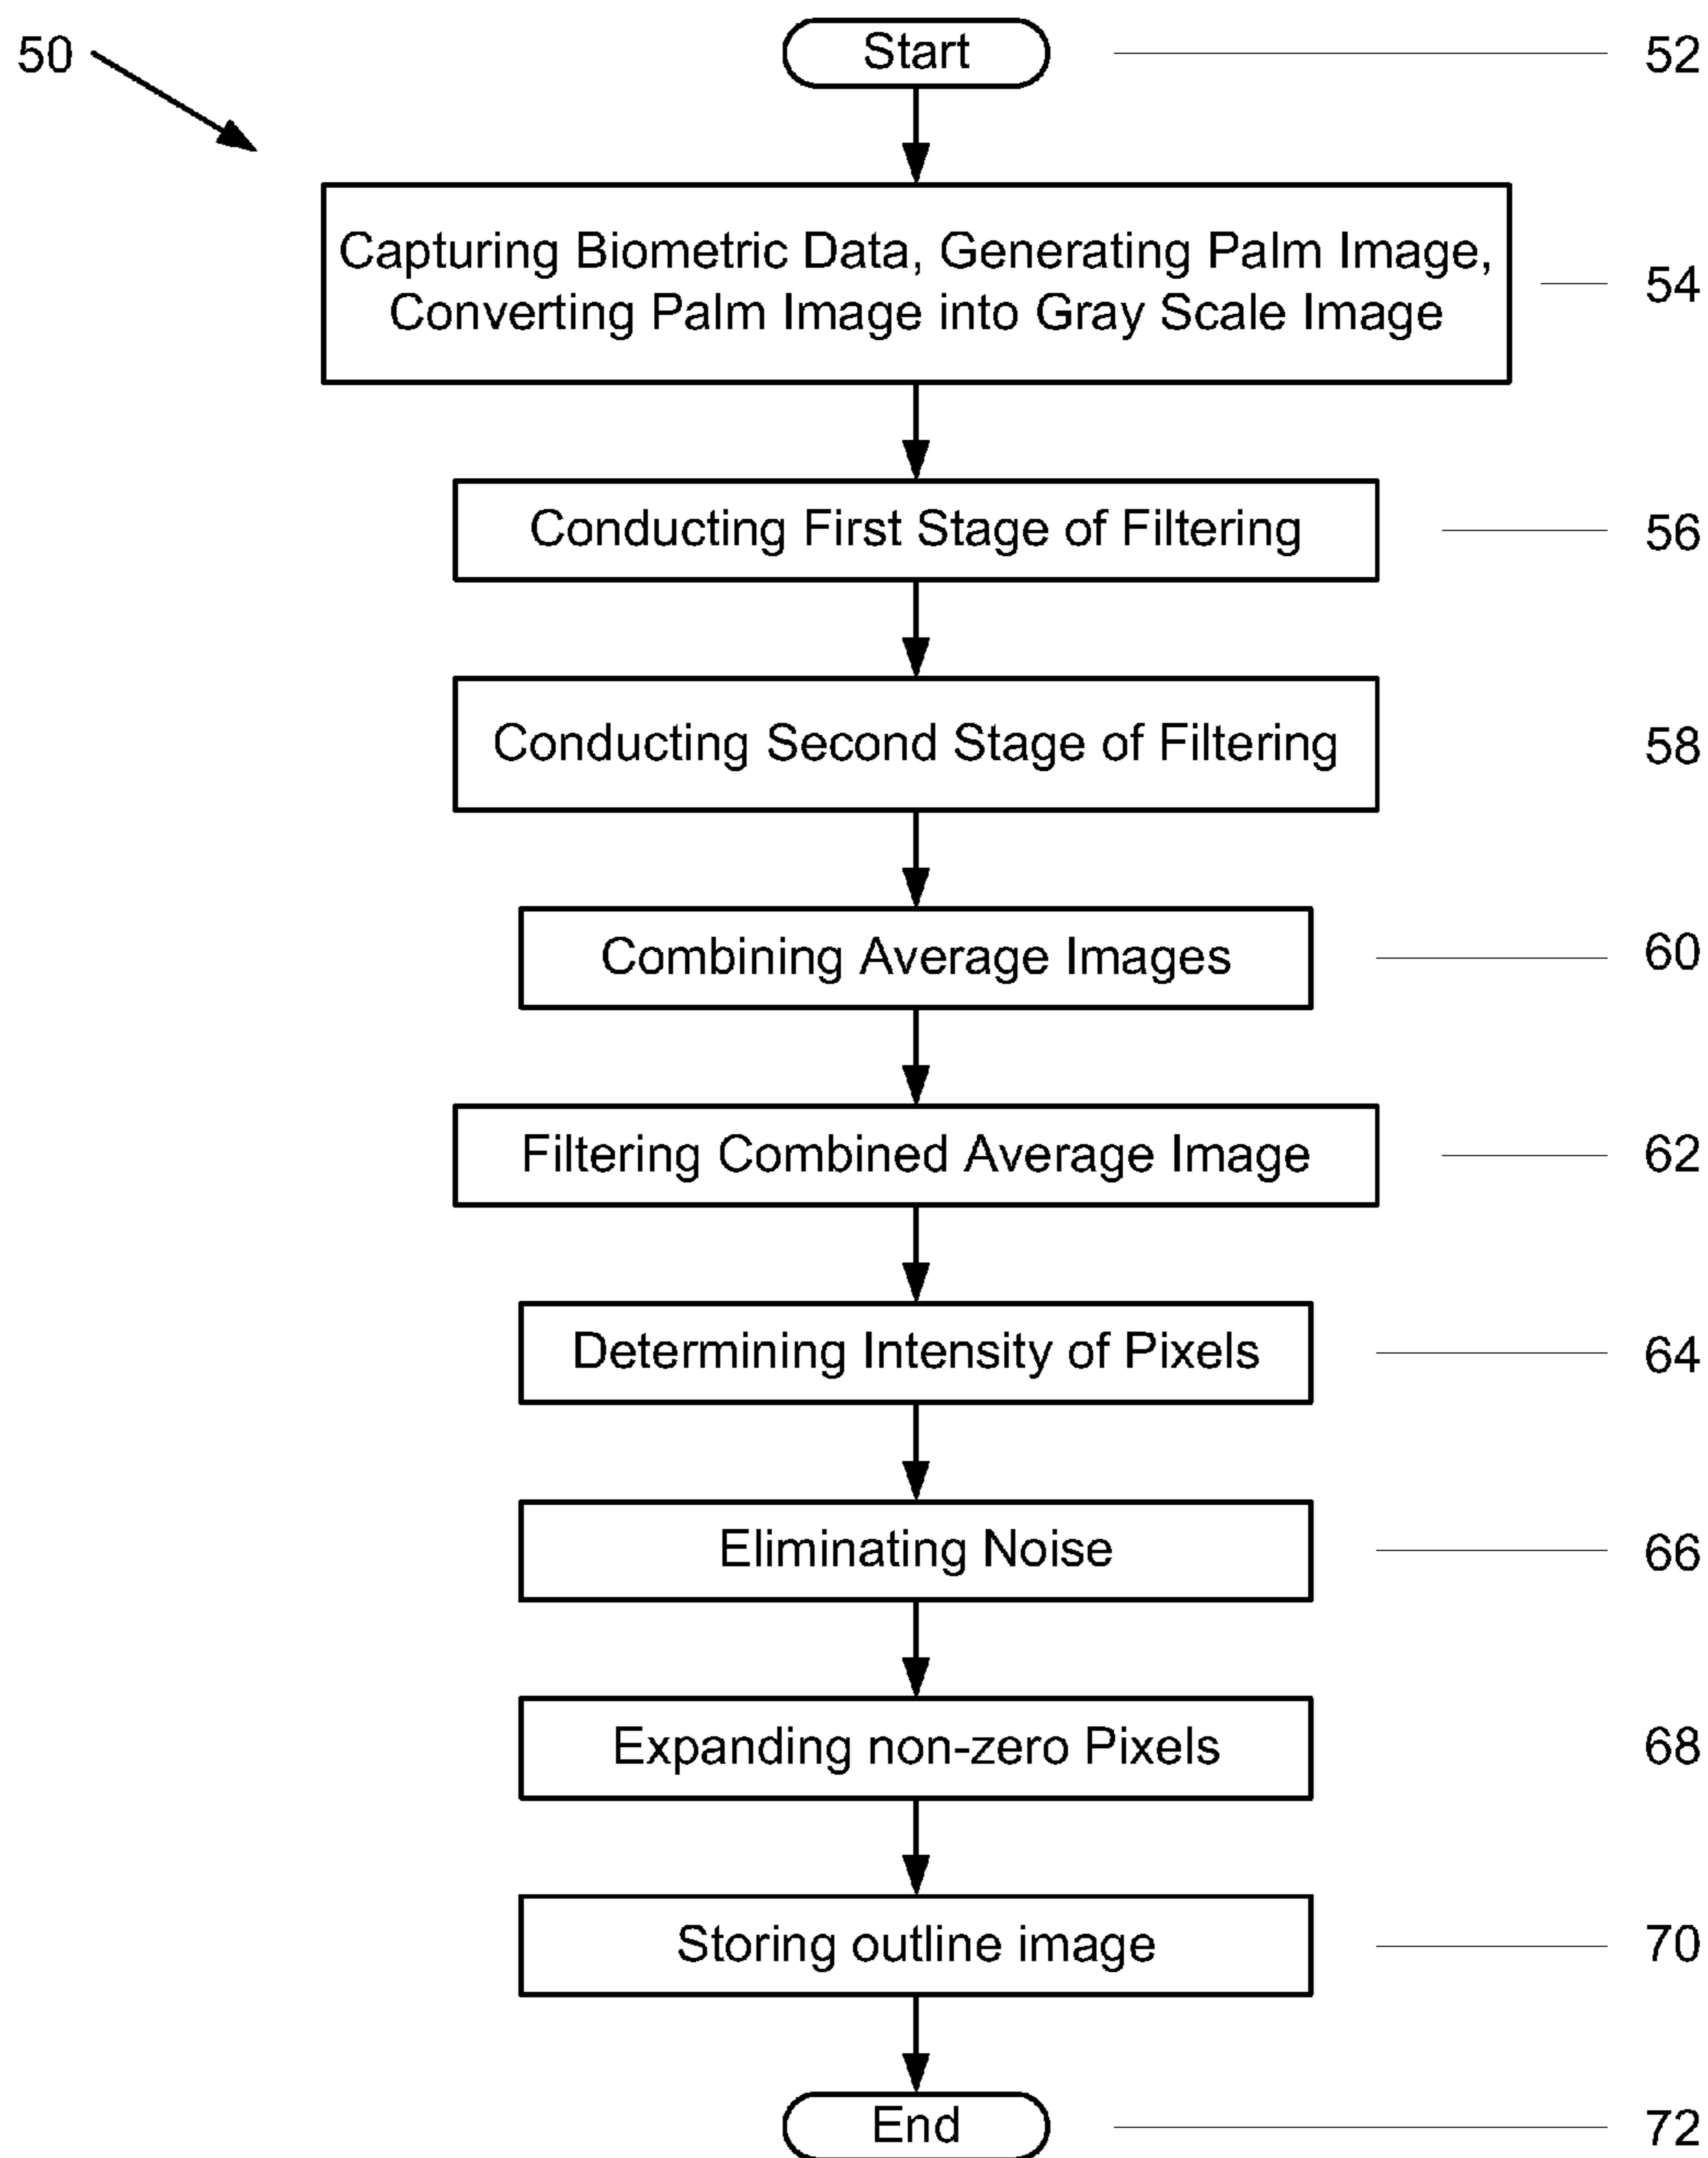 50
Start
52
Capturing Biometric Data, Generating Palm Image,
Converting Palm Image into Gray Scale Image
54
Conducting First Stage of Filtering
56
Conducting Second Stage of Filtering
58
Combining Average Images
60
Filtering Combined Average Image
62
Determining Intensity of Pixels
64
Eliminating Noise
66
Expanding non-zero Pixels
68
Storing outline image
70
End
72